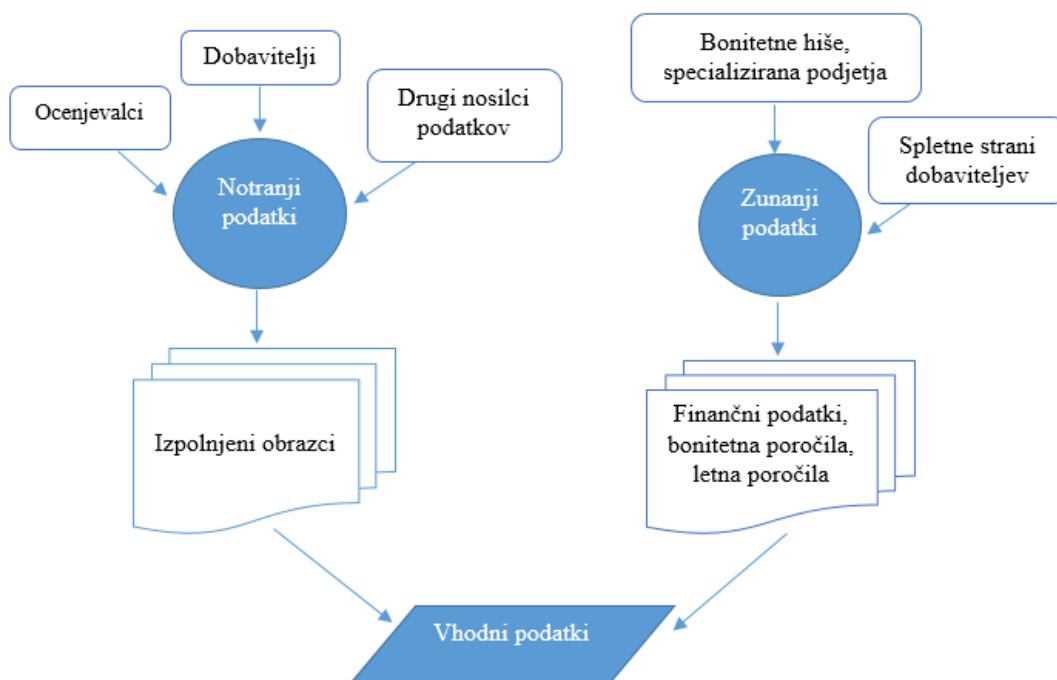 Dobavitelji
Ocenjevalci
Drugi nosilci
podatkov
Notranji
podatki
Izpolnjeni obrazci
Bonitetne hiše,
specializirana podjetja
Spletne strani
dobaviteljev
Zunanji
podatki
Finančni podatki,
bonitetna poročila,
letna poročila
Vhodni podatki